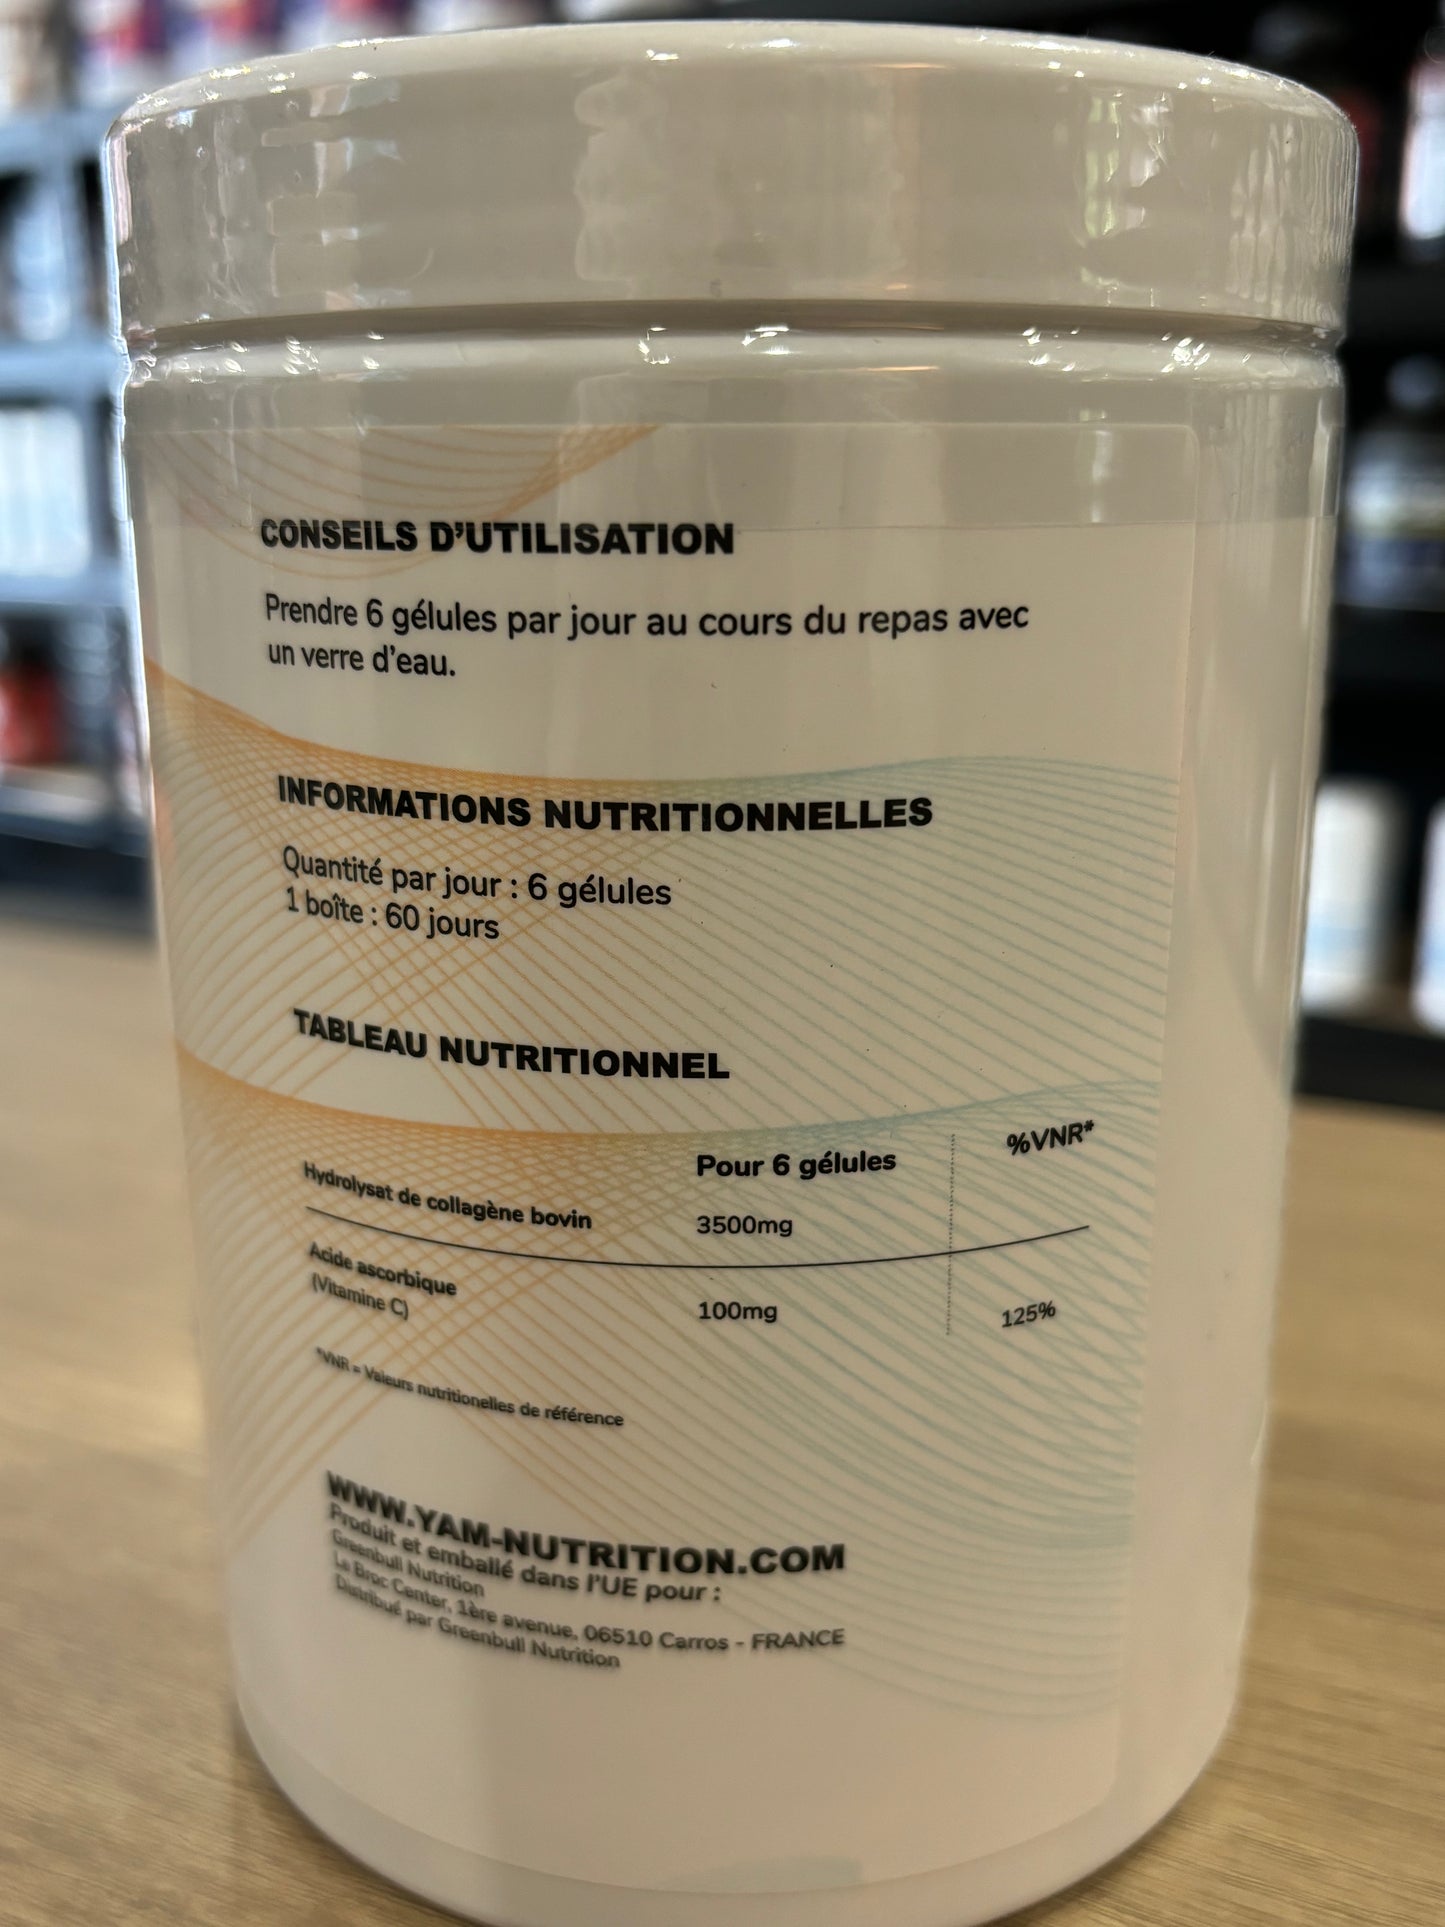 CONSEILS D'UTILISATION
Prendre 6 gélules par jour au cours du repas avec
un verre d'eau.
INFORMATIONS NUTRITIONNELLES
Quantité par jour : 6 gélules
1 boîte : 60 jours
TABLEAU NUTRITIONNEL
Pour 6 gélules %VNR*
Hydrolysat de collagène bovin 3500mg
Acide ascorbique
(Vitamine C) 100mg 125%
*VNR = Valeurs nutritionelles de référence
WWW.YAM-NUTRITION.COM
Produit et emballé dans l'UE pour :
Greenbull Nutrition
La Broc Center, 1ère avenue, 06510 Carros - FRANCE
Distribué par Greenbull Nutrition